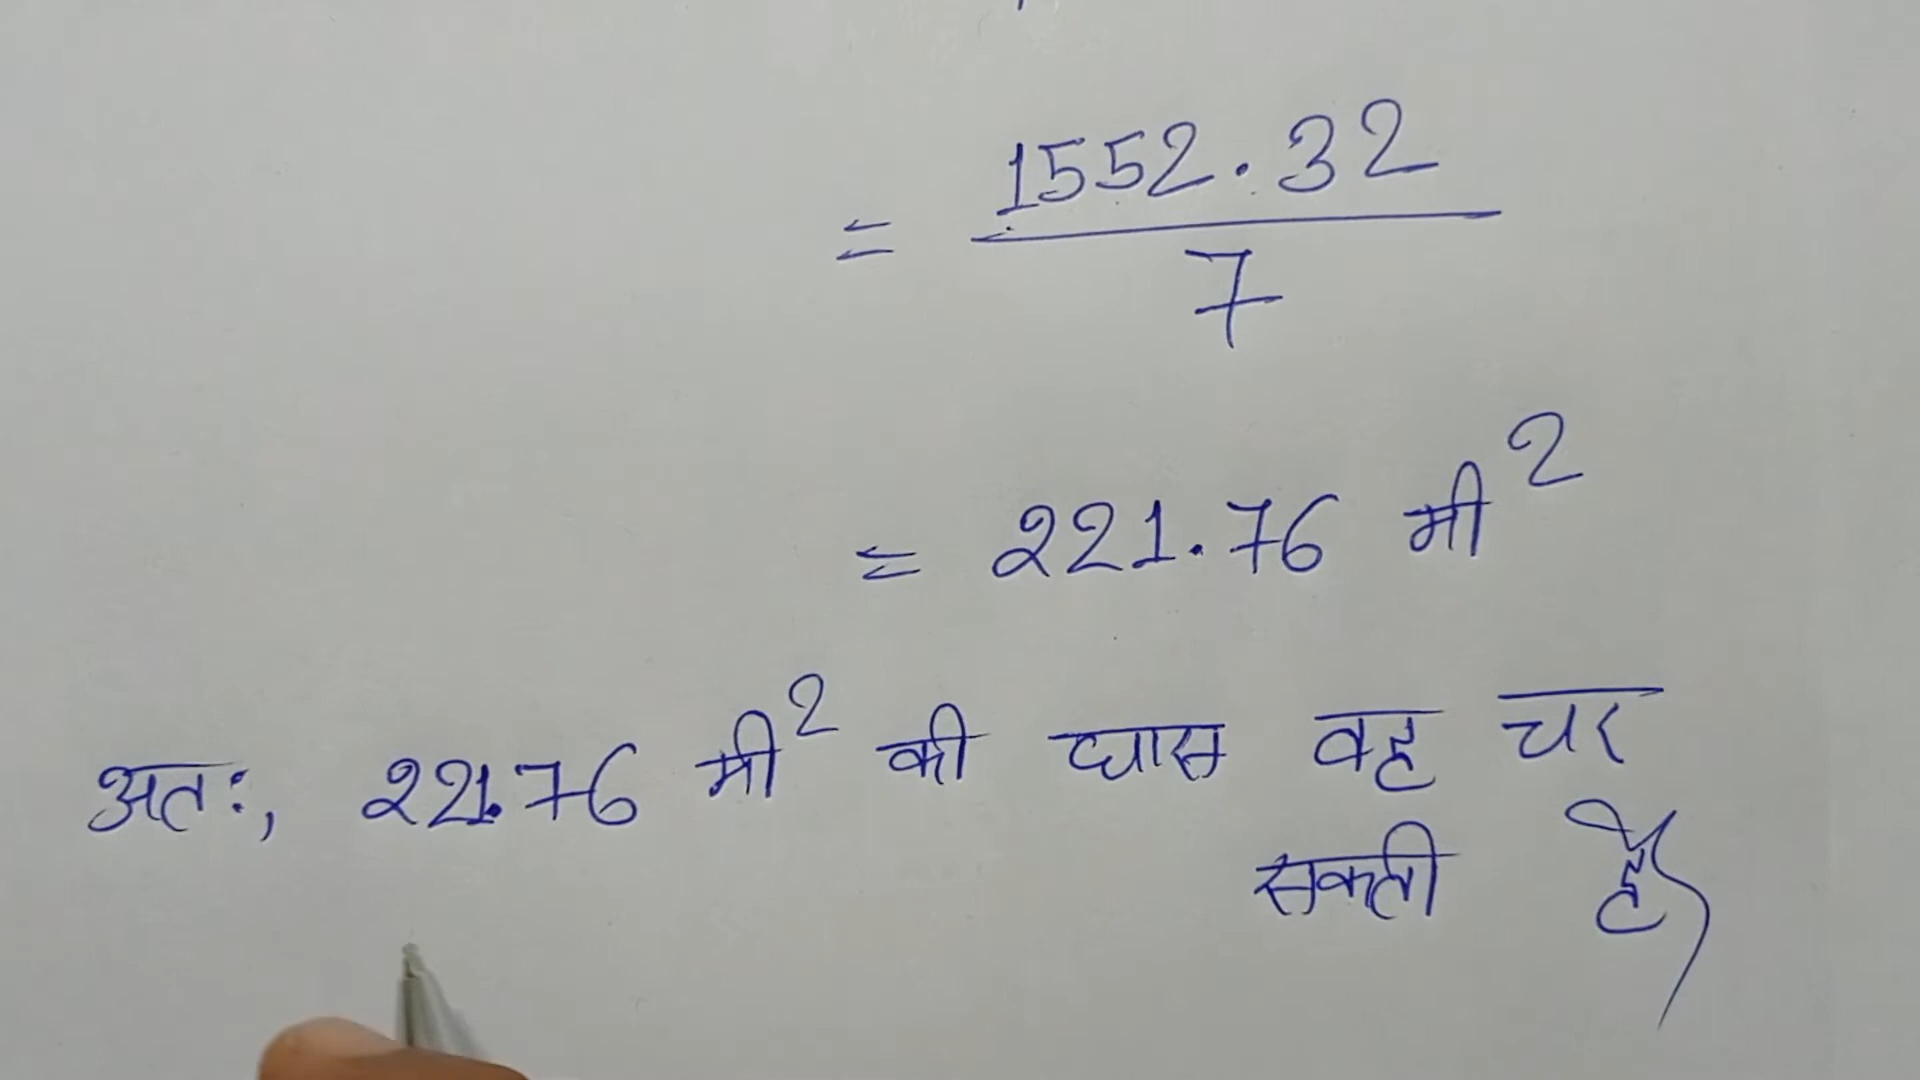 = 1552.32
7
= 221.76 मी²
अतः, 221.76 मी² की घास वह चर
सकती है